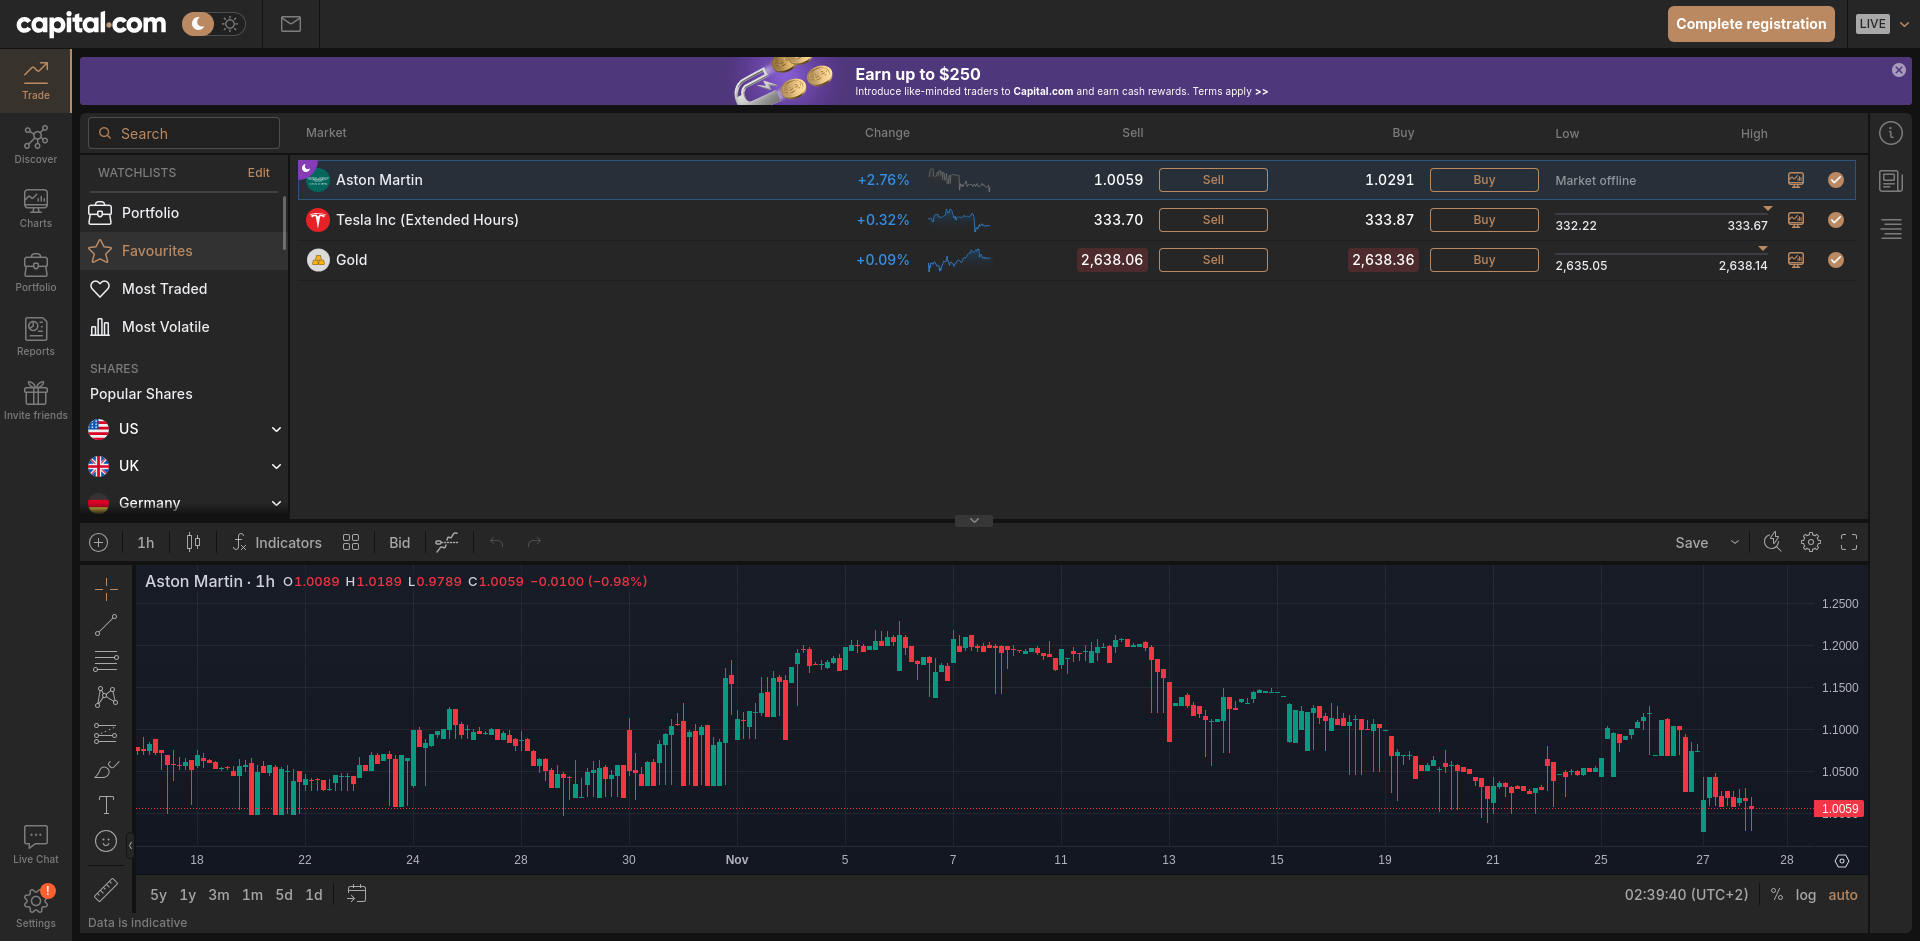 capital.com
Complete registration
LIVE
Trade
Discover
Charts
Portfolio
Reports
Invite friends
Live Chat
!
Settings
Earn up to $250
Introduce like-minded traders to Capital.com and earn cash rewards. Terms apply >>
Search
WATCHLISTS Edit
Portfolio
Favourites
Most Traded
Most Volatile
SHARES
Popular Shares
US
UK
Germany
Market Change Sell Buy Low High
Aston Martin +2.76% 1.0059 Sell 1.0291 Buy Market offline
Tesla Inc (Extended Hours) +0.32% 333.70 Sell 333.87 Buy 332.22 333.67
Gold +0.09% 2,638.06 Sell 2,638.36 Buy 2,635.05 2,638.14
1h Indicators Bid Save
Aston Martin · 1h O1.0089 H1.0189 L0.9789 C1.0059 −0.0100 (−0.98%)
1.2500
1.2000
1.1500
1.1000
1.0500
1.0059
18 22 24 28 30 Nov 5 7 11 13 15 19 21 25 27 28
5y 1y 3m 1m 5d 1d 02:39:40 (UTC+2) % log auto
Data is indicative